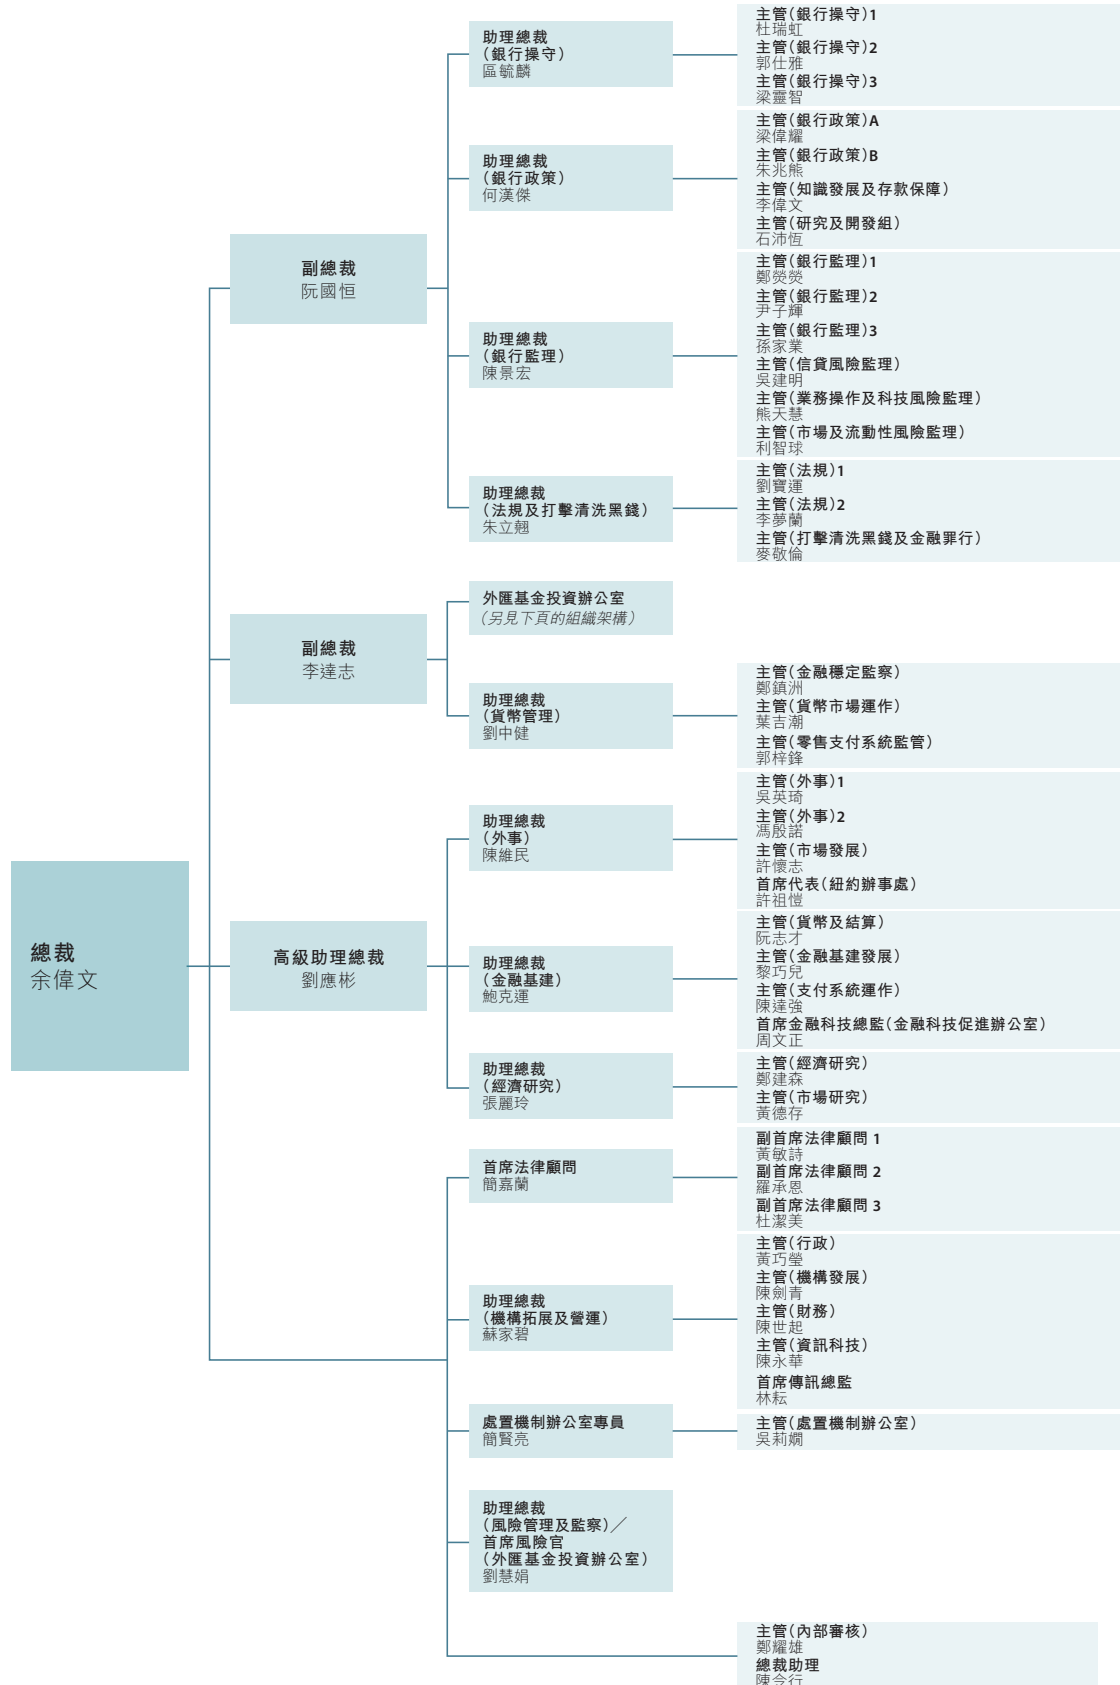 總裁
余偉文
副總裁
阮國恒
助理總裁
（銀行操守）
區毓麟
主管（銀行操守）1
杜瑞虹
主管（銀行操守）2
郭仕雅
主管（銀行操守）3
梁靈智
助理總裁
（銀行政策）
何漢傑
主管（銀行政策）A
梁偉耀
主管（銀行政策）B
朱兆熊
主管（知識發展及存款保障）
李偉文
主管（研究及開發組）
石沛恆
助理總裁
（銀行監理）
陳景宏
主管（銀行監理）1
鄭熒熒
主管（銀行監理）2
尹子輝
主管（銀行監理）3
孫家業
主管（信貸風險監理）
吳建明
主管（業務操作及科技風險監理）
熊天慧
主管（市場及流動性風險監理）
利智球
助理總裁
（法規及打擊清洗黑錢）
朱立翹
主管（法規）1
劉寶運
主管（法規）2
李夢蘭
主管（打擊清洗黑錢及金融罪行）
麥敬倫
副總裁
李達志
外匯基金投資辦公室
（另見下頁的組織架構）
助理總裁
（貨幣管理）
劉中健
主管（金融穩定監察）
鄭鎮洲
主管（貨幣市場運作）
葉吉潮
主管（零售支付系統監管）
郭梓鋒
高級助理總裁
劉應彬
助理總裁
（外事）
陳維民
主管（外事）1
吳英琦
主管（外事）2
馮殷諾
主管（市場發展）
許懷志
首席代表（紐約辦事處）
許祖愷
助理總裁
（金融基建）
鮑克運
主管（貨幣及結算）
阮志才
主管（金融基建發展）
黎巧兒
主管（支付系統運作）
陳達強
首席金融科技總監（金融科技促進辦公室）
周文正
助理總裁
（經濟研究）
張麗玲
主管（經濟研究）
鄭建森
主管（市場研究）
黃德存
首席法律顧問
簡嘉蘭
副首席法律顧問 1
黃敏詩
副首席法律顧問 2
羅承恩
副首席法律顧問 3
杜潔美
助理總裁
（機構拓展及營運）
蘇家碧
主管（行政）
黃巧瑩
主管（機構發展）
陳劍青
主管（財務）
陳世起
主管（資訊科技）
陳永華
首席傳訊總監
林耘
處置機制辦公室專員
簡賢亮
主管（處置機制辦公室）
吳莉嫻
助理總裁
（風險管理及監察）╱
首席風險官
（外匯基金投資辦公室）
劉慧娟
主管（內部審核）
鄭耀雄
總裁助理
陳令行